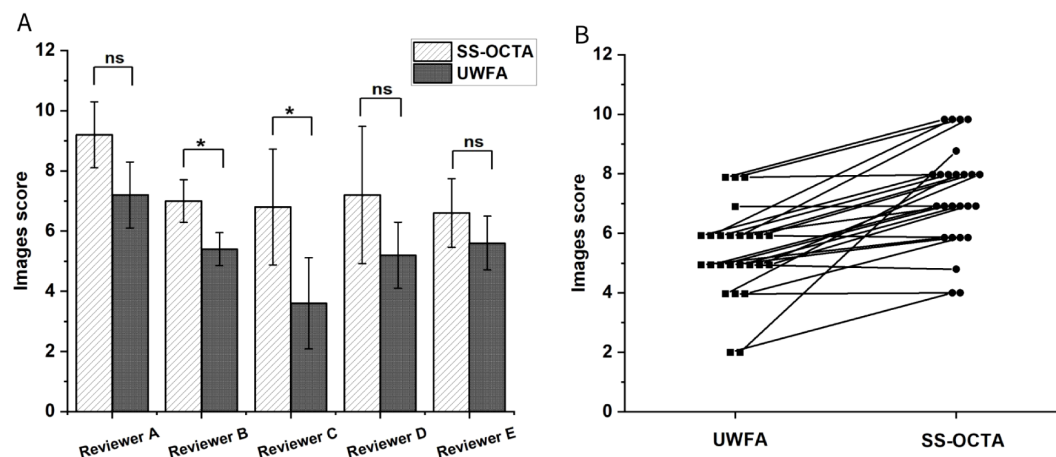 A
Images score
12
10
8
6
4
2
0
SS-OCTA
UWFA
ns
*
*
ns
ns
Reviewer A
Reviewer B
Reviewer C
Reviewer D
Reviewer E
B
Images score
12
10
8
6
4
2
0
UWFA
SS-OCTA